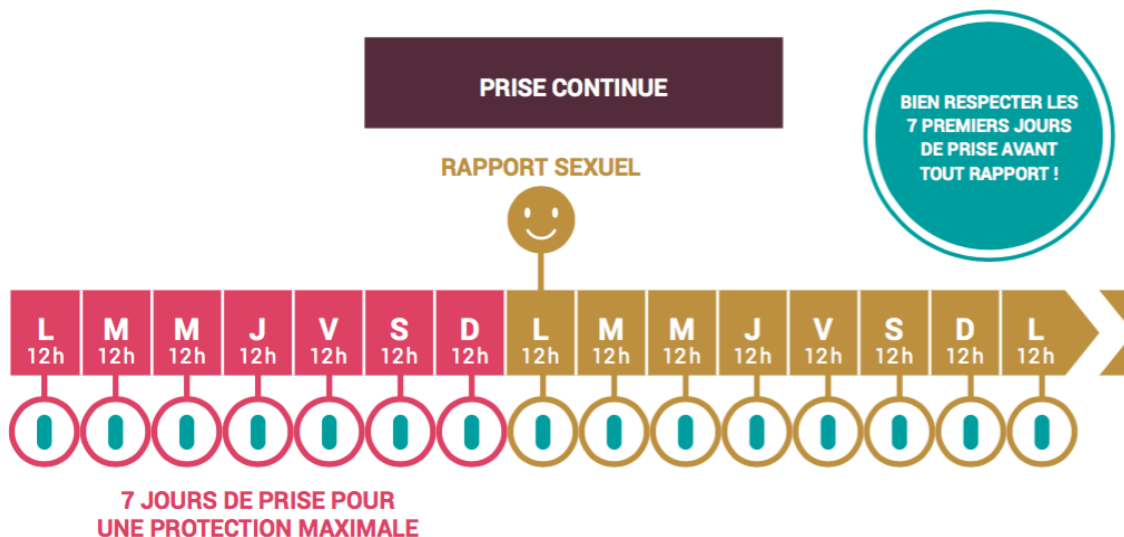 PRISE CONTINUE
BIEN RESPECTER LES
7 PREMIERS JOURS
DE PRISE AVANT
TOUT RAPPORT !
RAPPORT SEXUEL
L M M J V S D L M M J V S D L
12h 12h 12h 12h 12h 12h 12h 12h 12h 12h 12h 12h 12h 12h 12h
7 JOURS DE PRISE POUR
UNE PROTECTION MAXIMALE